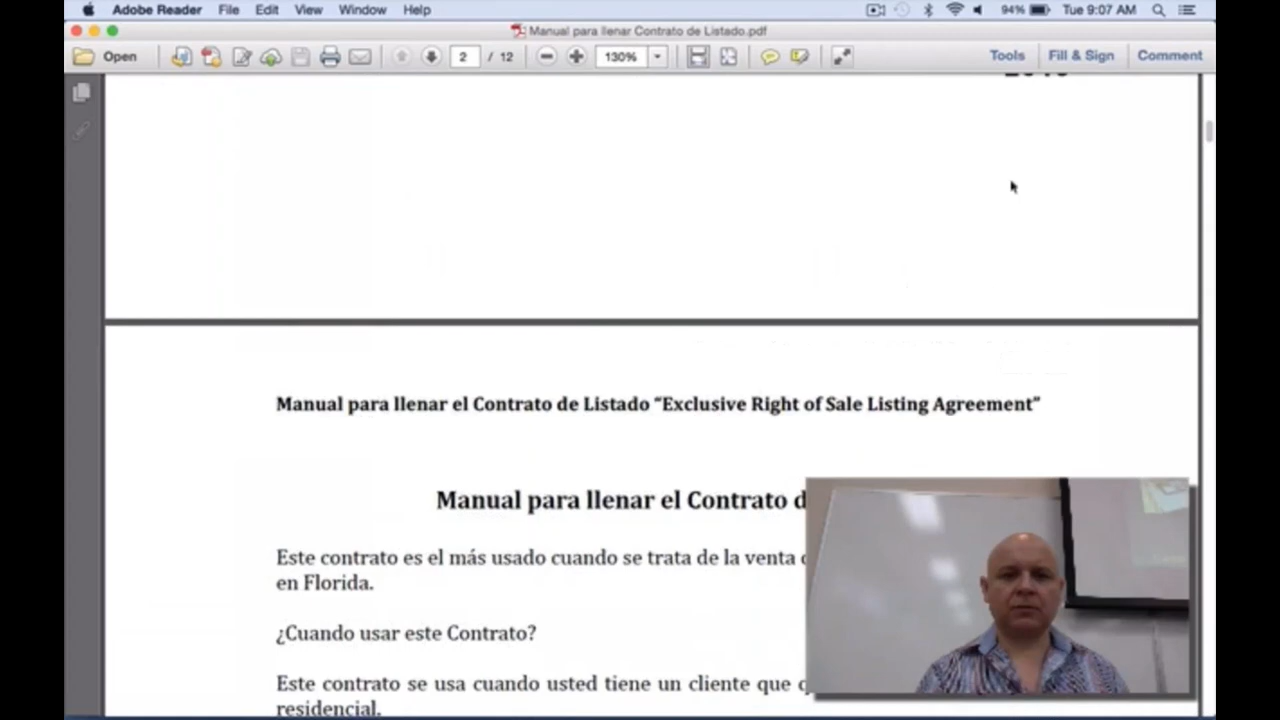 Adobe Reader File Edit View Window Help 94% Tue 9:07 AM
Manual para llenar Contrato de Listado.pdf
Open 2 / 12 130% Tools Fill & Sign Comment
Manual para llenar el Contrato de Listado “Exclusive Right of Sale Listing Agreement”
Manual para llenar el Contrato d
Este contrato es el más usado cuando se trata de la venta
en Florida.
¿Cuando usar este Contrato?
Este contrato se usa cuando usted tiene un cliente que
residencial.